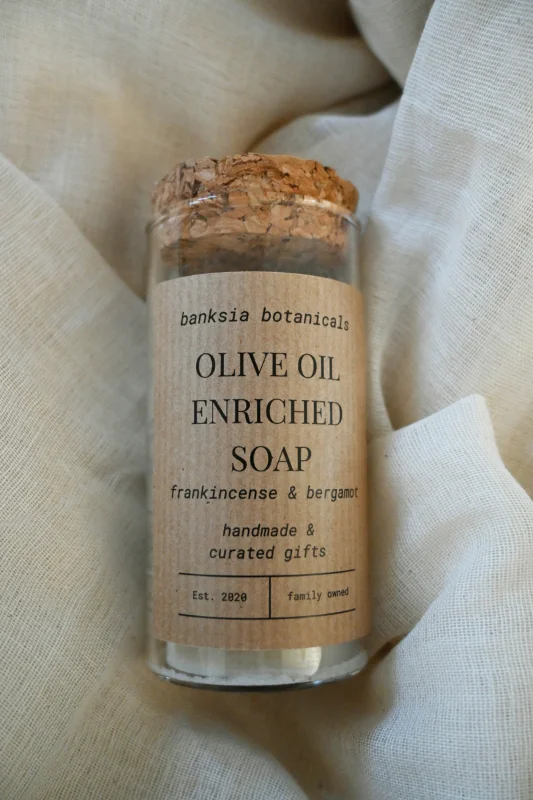 banksia botanicals
OLIVE OIL
ENRICHED
SOAP
frankincense & bergamot
handmade &
curated gifts
Est. 2020
family owned